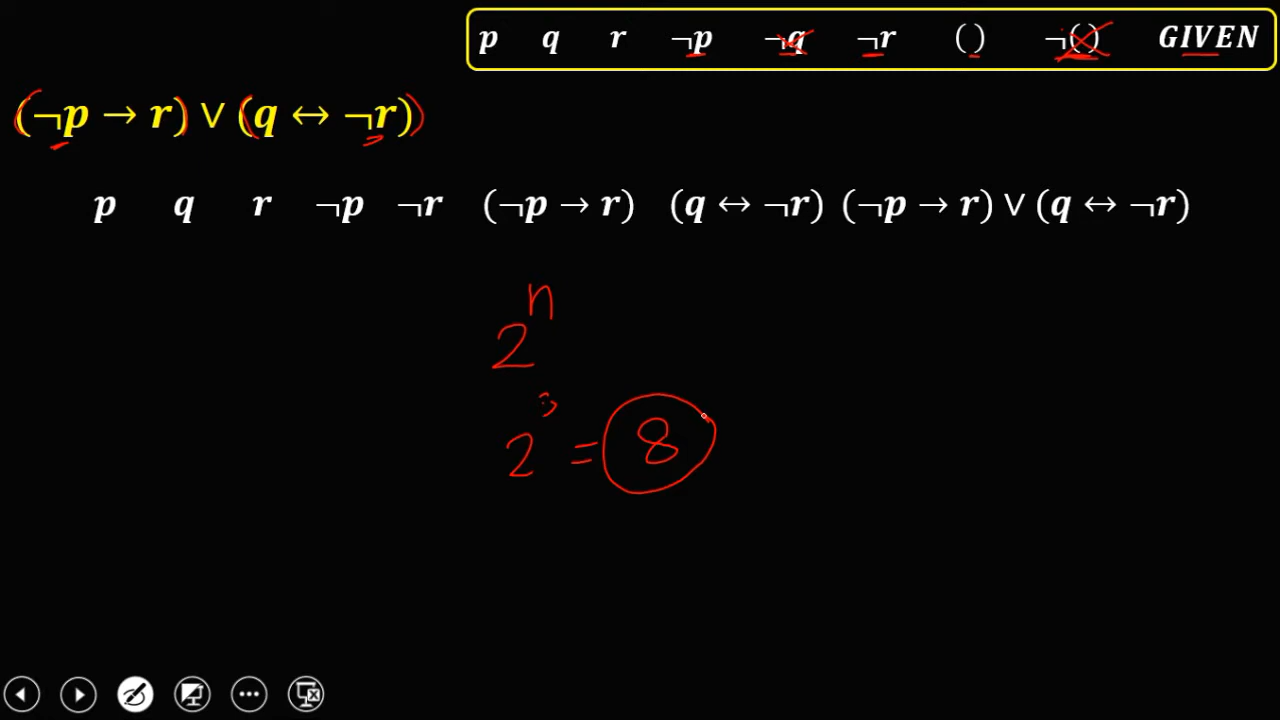 p q r ¬p ¬q ¬r ( ) ¬( ) GIVEN
(¬p → r) ∨ (q ↔ ¬r)
p q r ¬p ¬r (¬p → r) (q ↔ ¬r) (¬p → r) ∨ (q ↔ ¬r)
2ⁿ
2³ = 8